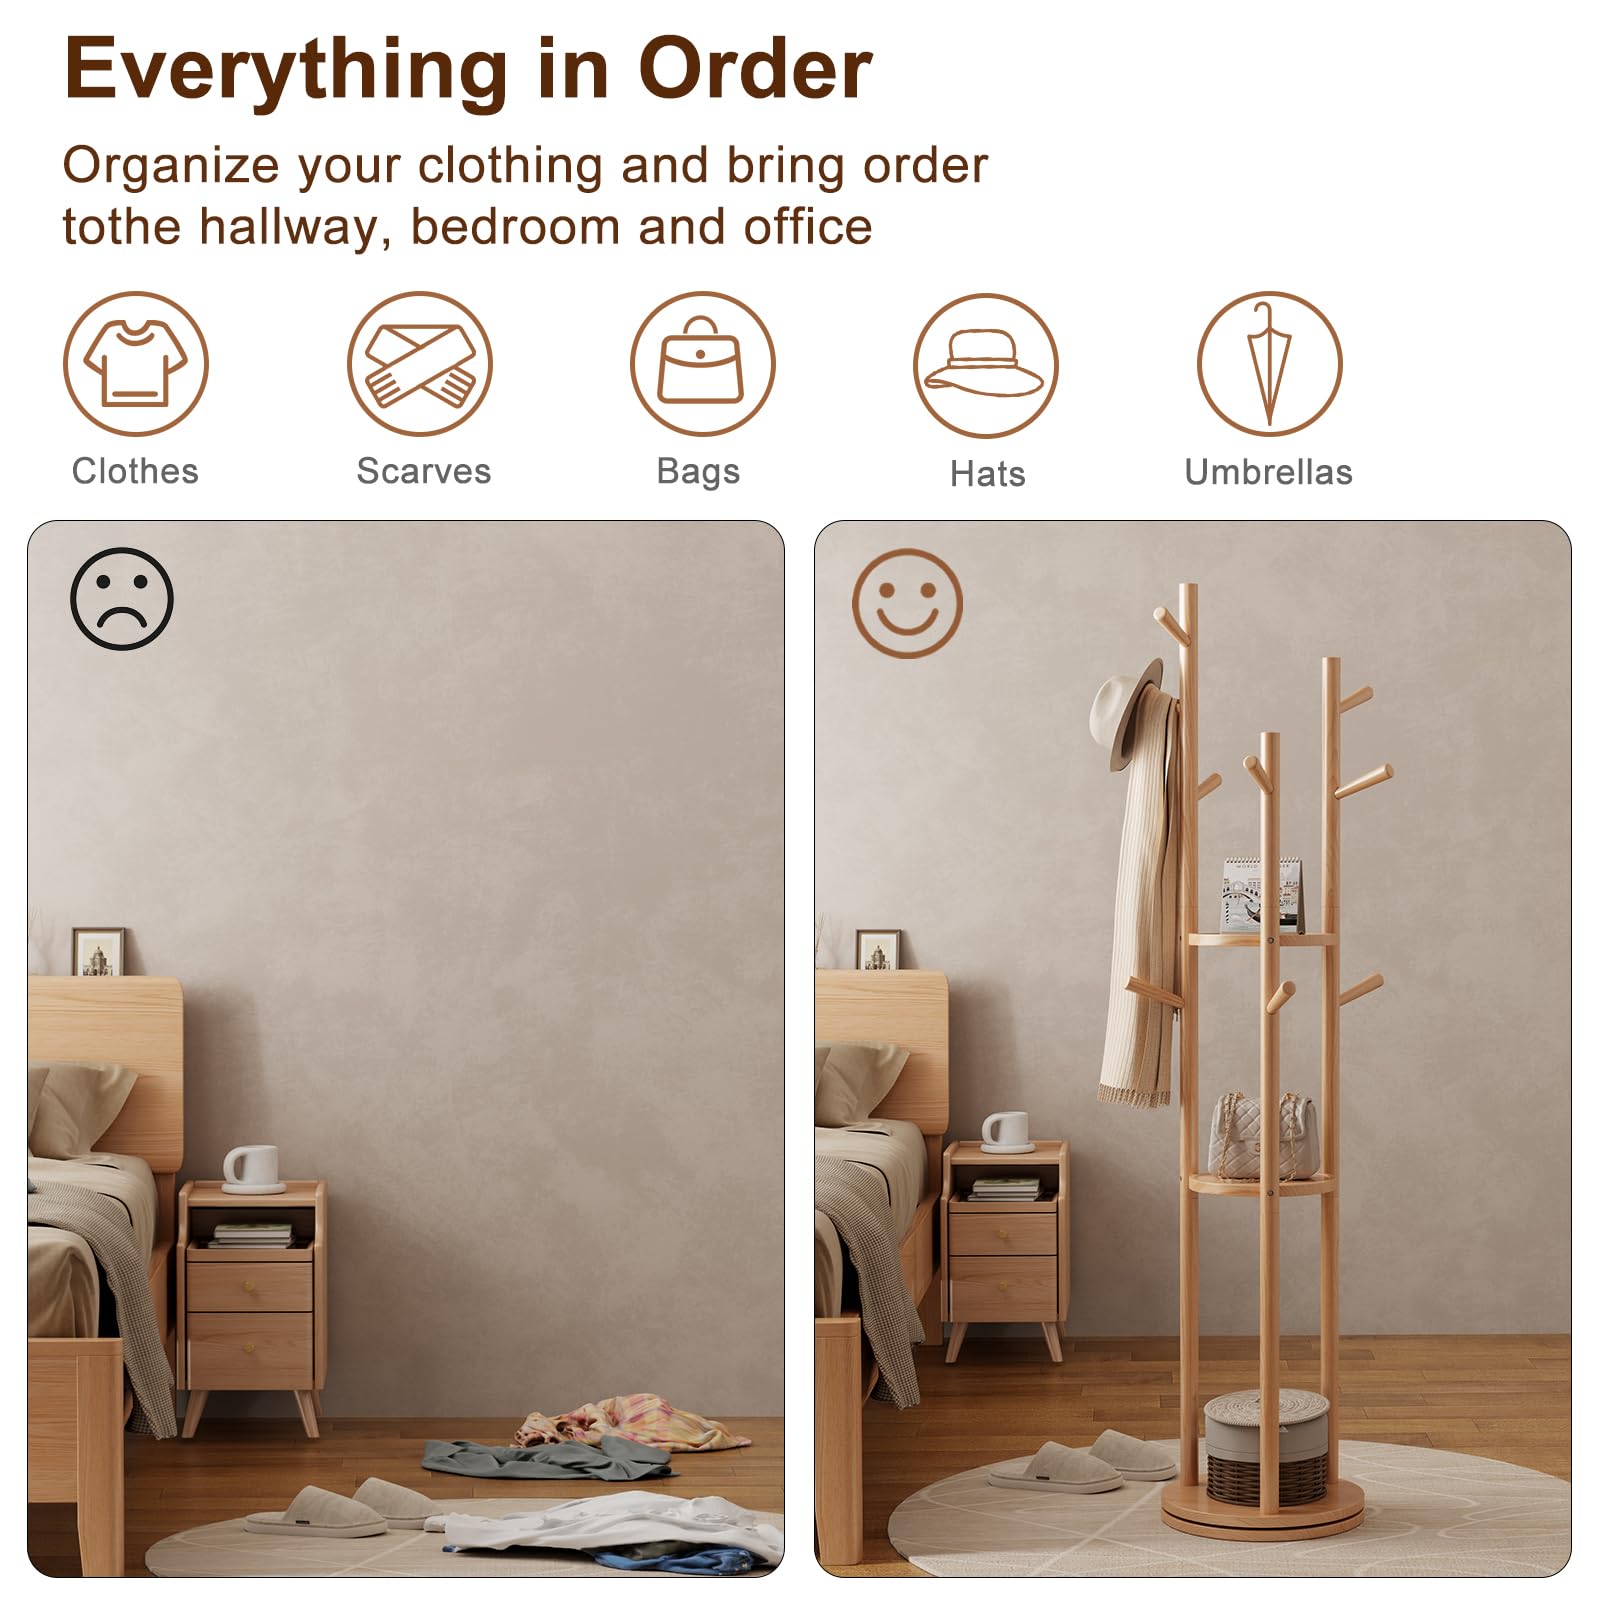 Everything in Order
Organize your clothing and bring order
tothe hallway, bedroom and office
Clothes
Scarves
Bags
Hats
Umbrellas